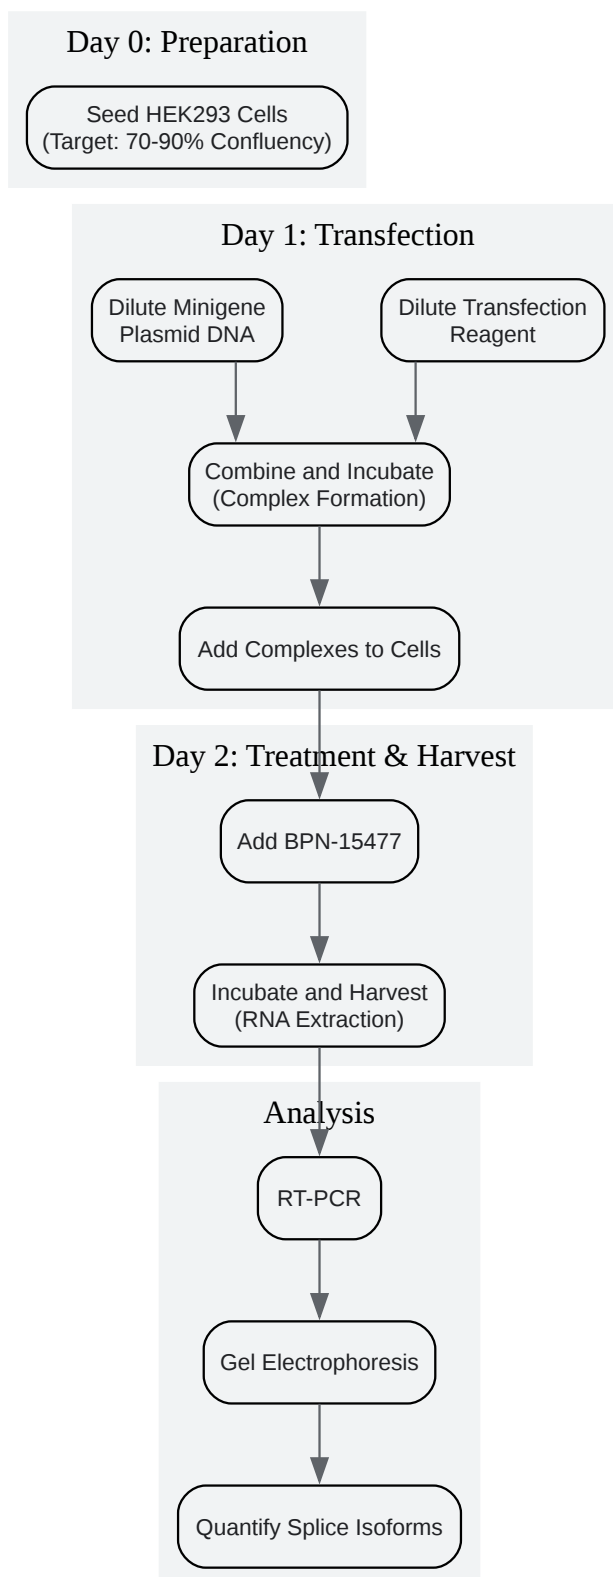 Day 0: Preparation
Seed HEK293 Cells
(Target: 70-90% Confluency)
Day 1: Transfection
Dilute Minigene
Plasmid DNA
Dilute Transfection
Reagent
Combine and Incubate
(Complex Formation)
Add Complexes to Cells
Day 2: Treatment & Harvest
Add BPN-15477
Incubate and Harvest
(RNA Extraction)
Analysis
RT-PCR
Gel Electrophoresis
Quantify Splice Isoforms